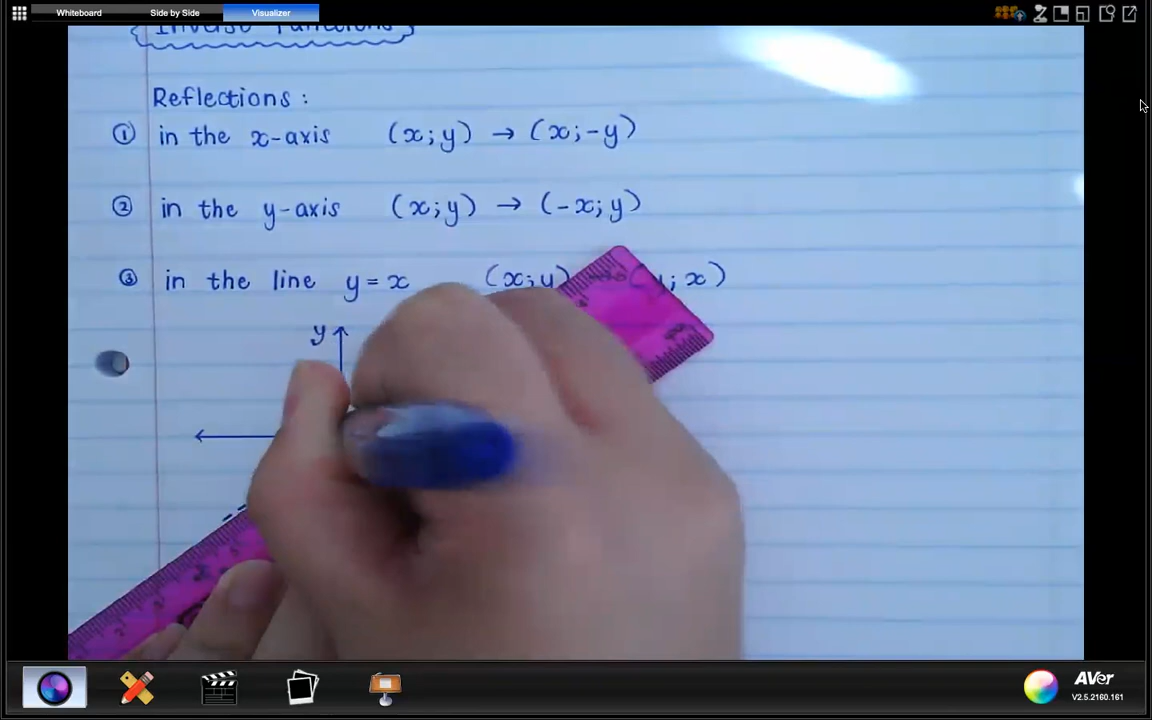 Whiteboard Side by Side Visualizer
Inverse Functions
Reflections :
① in the x-axis (x;y) → (x;-y)
② in the y-axis (x;y) → (-x;y)
③ in the line y = x (x;y) → (y;x)
y
AVer
V2.5.2160.161